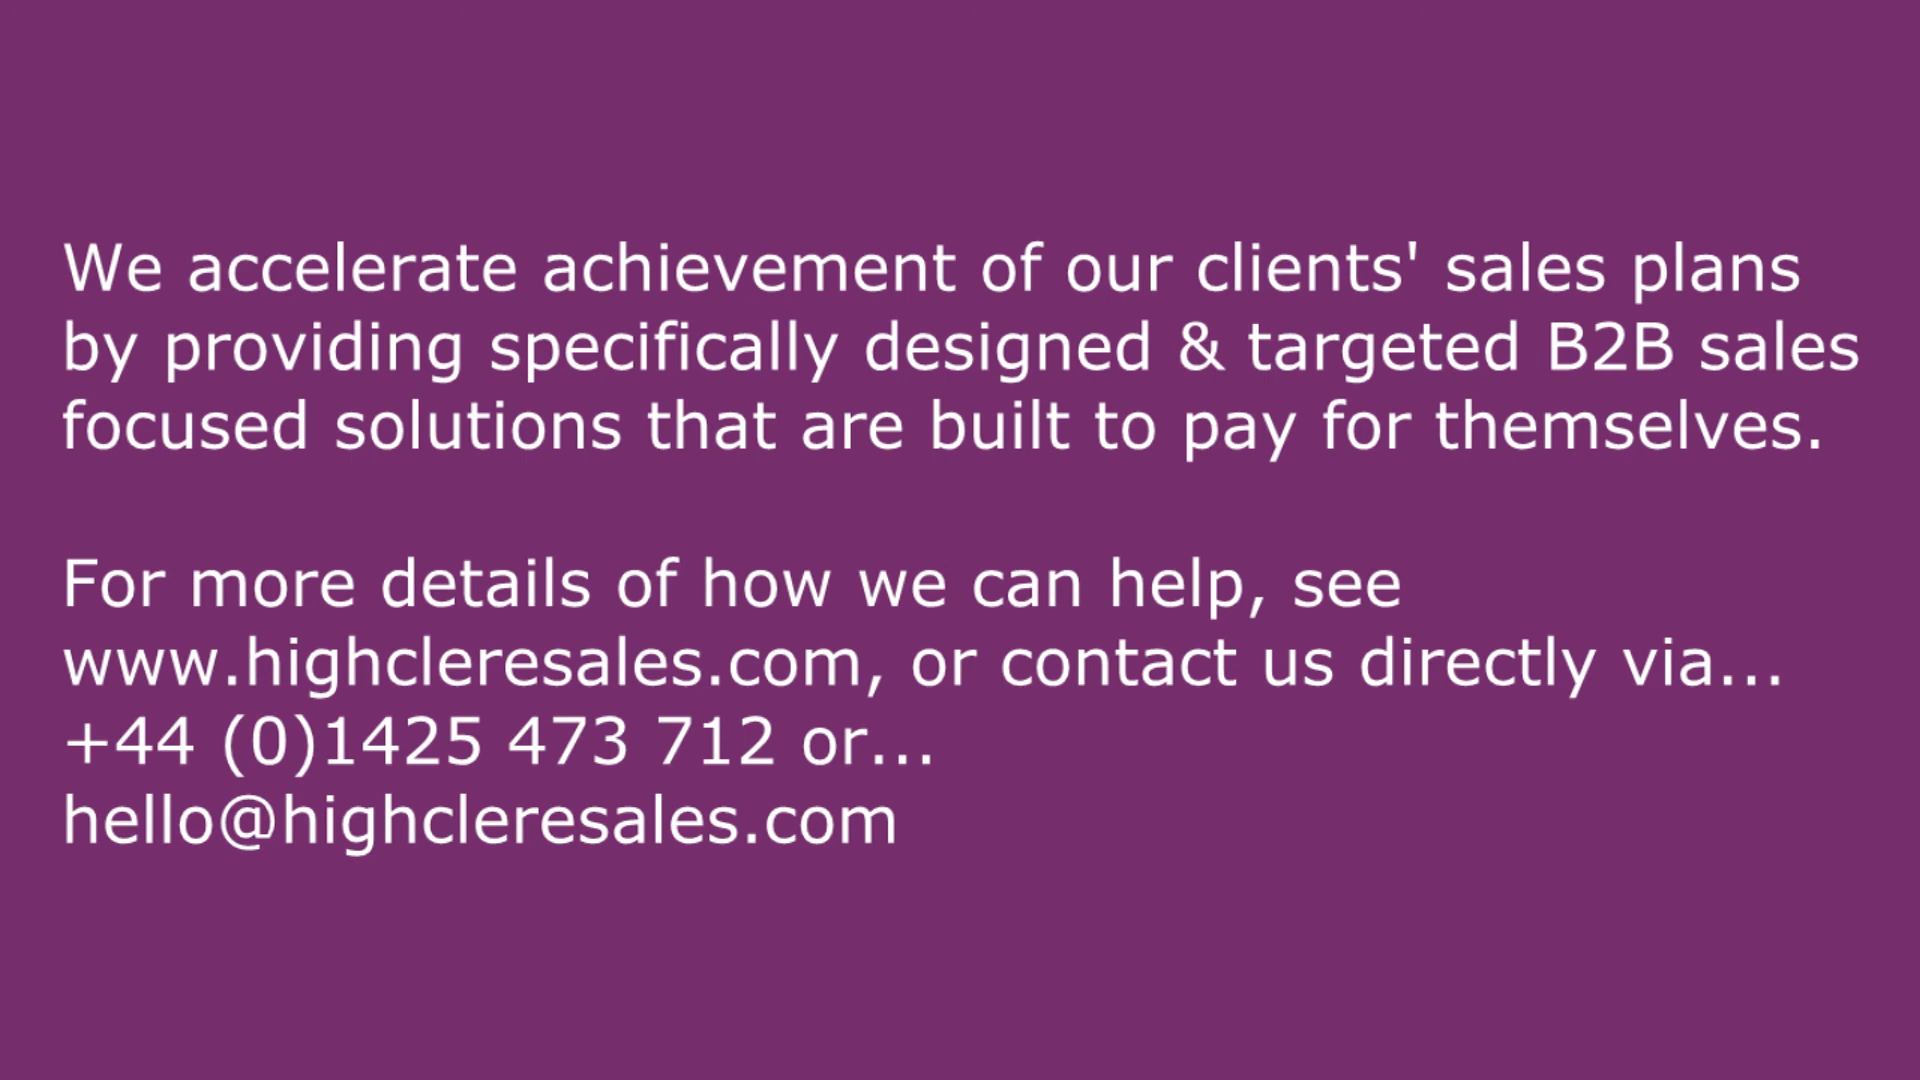 We accelerate achievement of our clients' sales plans
by providing specifically designed & targeted B2B sales
focused solutions that are built to pay for themselves.
For more details of how we can help, see
www.highcleresales.com, or contact us directly via...
+44 (0)1425 473 712 or...
hello@highcleresales.com